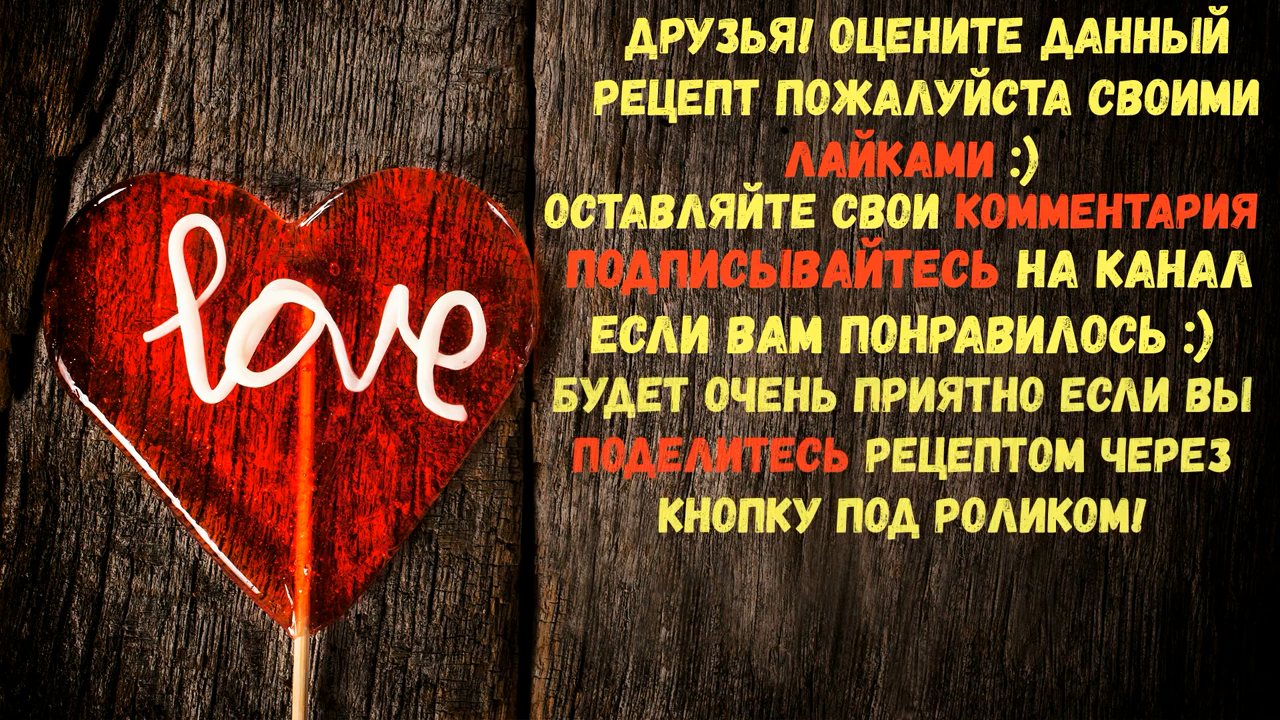 love
ДРУЗЬЯ! ОЦЕНИТЕ ДАННЫЙ
РЕЦЕПТ ПОЖАЛУЙСТА СВОИМИ
ЛАЙКАМИ :)
ОСТАВЛЯЙТЕ СВОИ КОММЕНТАРИЯ
ПОДПИСЫВАЙТЕСЬ НА КАНАЛ
ЕСЛИ ВАМ ПОНРАВИЛОСЬ :)
БУДЕТ ОЧЕНЬ ПРИЯТНО ЕСЛИ ВЫ
ПОДЕЛИТЕСЬ РЕЦЕПТОМ ЧЕРЕЗ
КНОПКУ ПОД РОЛИКОМ!